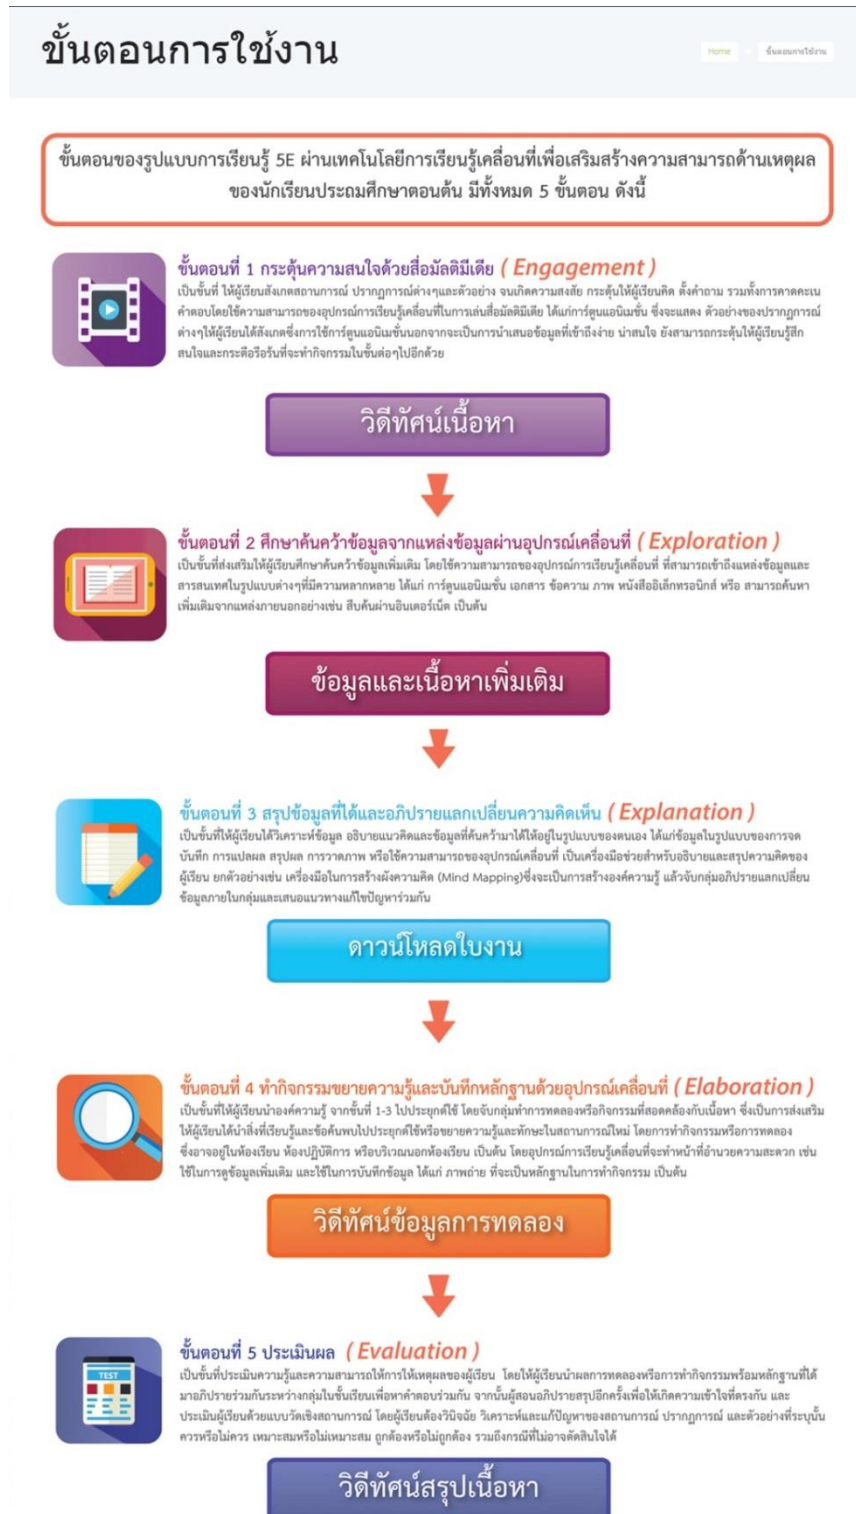 ขั้นตอนการใช้งาน
Home
ขั้นตอนการใช้งาน
ขั้นตอนของรูปแบบการเรียนรู้ 5E ผ่านเทคโนโลยีการเรียนรู้เคลื่อนที่เพื่อเสริมสร้างความสามารถด้านเหตุผล
ของนักเรียนประถมศึกษาตอนต้น มีทั้งหมด 5 ขั้นตอน ดังนี้
ขั้นตอนที่ 1 กระตุ้นความสนใจด้วยสื่อมัลติมีเดีย ( Engagement )
เป็นขั้นที่ ให้ผู้เรียนสังเกตสถานการณ์ ปรากฏการณ์ต่างๆและตัวอย่าง จนเกิดความสงสัย กระตุ้นให้ผู้เรียนคิด ตั้งคำถาม รวมทั้งการคาดคะเน
คำตอบโดยใช้ความสามารถของอุปกรณ์การเรียนรู้เคลื่อนที่ในการเล่นสื่อมัลติมีเดีย ได้แก่การ์ตูนแอนิเมชั่น ซึ่งจะแสดง ตัวอย่างของปรากฏการณ์
ต่างๆให้ผู้เรียนได้สังเกตซึ่งการใช้การ์ตูนแอนิเมชั่นนอกจากจะเป็นการนำเสนอข้อมูลที่เข้าถึงง่าย น่าสนใจ ยังสามารถกระตุ้นให้ผู้เรียนรู้สึก
สนใจและกระตือรือร้นที่จะทำกิจกรรมในขั้นต่อๆไปอีกด้วย
วิดีทัศน์เนื้อหา
ขั้นตอนที่ 2 ศึกษาค้นคว้าข้อมูลจากแหล่งข้อมูลผ่านอุปกรณ์เคลื่อนที่ ( Exploration )
เป็นขั้นที่ส่งเสริมให้ผู้เรียนศึกษาค้นคว้าข้อมูลเพิ่มเติม โดยใช้ความสามารถของอุปกรณ์การเรียนรู้เคลื่อนที่ ที่สามารถเข้าถึงแหล่งข้อมูลและ
สารสนเทศในรูปแบบต่างๆที่มีความหลากหลาย ได้แก่ การ์ตูนแอนิเมชั่น เอกสาร ข้อความ ภาพ หนังสืออิเล็กทรอนิกส์ หรือ สามารถค้นหา
เพิ่มเติมจากแหล่งภายนอกอย่างเช่น สืบค้นผ่านอินเตอร์เน็ต เป็นต้น
ข้อมูลและเนื้อหาเพิ่มเติม
ขั้นตอนที่ 3 สรุปข้อมูลที่ได้และอภิปรายแลกเปลี่ยนความคิดเห็น ( Explanation )
เป็นขั้นที่ให้ผู้เรียนได้วิเคราะห์ข้อมูล อธิบายแนวคิดและข้อมูลที่ค้นคว้ามาได้ให้อยู่ในรูปแบบของตนเอง ได้แก่ข้อมูลในรูปแบบของการจด
บันทึก การแปลผล สรุปผล การวาดภาพ หรือใช้ความสามารถของอุปกรณ์เคลื่อนที่ เป็นเครื่องมือช่วยสำหรับอธิบายและสรุปความคิดของ
ผู้เรียน ยกตัวอย่างเช่น เครื่องมือในการสร้างผังความคิด (Mind Mapping)ซึ่งจะเป็นการสร้างองค์ความรู้ แล้วจับกลุ่มอภิปรายแลกเปลี่ยน
ข้อมูลภายในกลุ่มและเสนอแนวทางแก้ไขปัญหาร่วมกัน
ดาวน์โหลดใบงาน
ขั้นตอนที่ 4 ทำกิจกรรมขยายความรู้และบันทึกหลักฐานด้วยอุปกรณ์เคลื่อนที่ ( Elaboration )
เป็นขั้นที่ให้ผู้เรียนนำองค์ความรู้ จากขั้นที่ 1-3 ไปประยุกต์ใช้ โดยจับกลุ่มทำการทดลองหรือกิจกรรมที่สอดคล้องกับเนื้อหา ซึ่งเป็นการส่งเสริม
ให้ผู้เรียนได้นำสิ่งที่เรียนรู้และข้อค้นพบไปประยุกต์ใช้หรือขยายความรู้และทักษะในสถานการณ์ใหม่ โดยการทำกิจกรรมหรือการทดลอง
ซึ่งอาจอยู่ในห้องเรียน ห้องปฏิบัติการ หรือบริเวณนอกห้องเรียน เป็นต้น โดยอุปกรณ์การเรียนรู้เคลื่อนที่จะทำหน้าที่อำนวยความสะดวก เช่น
ใช้ในการดูข้อมูลเพิ่มเติม และใช้ในการบันทึกข้อมูล ได้แก่ ภาพถ่าย ที่จะเป็นหลักฐานในการทำกิจกรรม เป็นต้น
วิดีทัศน์ข้อมูลการทดลอง
TEST
ขั้นตอนที่ 5 ประเมินผล ( Evaluation )
เป็นขั้นที่ประเมินความรู้และความสามารถให้การให้เหตุผลของผู้เรียน โดยให้ผู้เรียนนำผลการทดลองหรือการทำกิจกรรมพร้อมหลักฐานที่ได้
มาอภิปรายร่วมกันระหว่างกลุ่มในชั้นเรียนเพื่อหาคำตอบร่วมกัน จากนั้นผู้สอนอภิปรายสรุปอีกครั้งเพื่อให้เกิดความเข้าใจที่ตรงกัน และ
ประเมินผู้เรียนด้วยแบบวัดเชิงสถานการณ์ โดยผู้เรียนต้องวินิจฉัย วิเคราะห์และแก้ปัญหาของสถานการณ์ ปรากฏการณ์ และตัวอย่างที่ระบุนั้น
ควรหรือไม่ควร เหมาะสมหรือไม่เหมาะสม ถูกต้องหรือไม่ถูกต้อง รวมถึงกรณีที่ไม่อาจตัดสินใจได้
วิดีทัศน์สรุปเนื้อหา